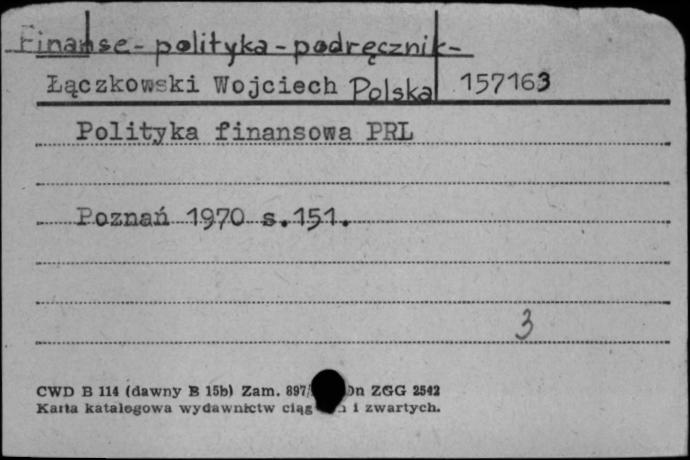 Finanse - polityka - podręcznik -
Łączkowski Wojciech Polska 157163
Polityka finansowa PRL
Poznań 1970 s.151.
3
CWD B 114 (dawny B 15b) Zam. 897/ Dn ZGG 2542
Karta katalogowa wydawnictw i zwartych.